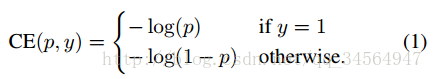 CE(p, y) = { − log(p) if y = 1
− log(1 − p) otherwise. (1)